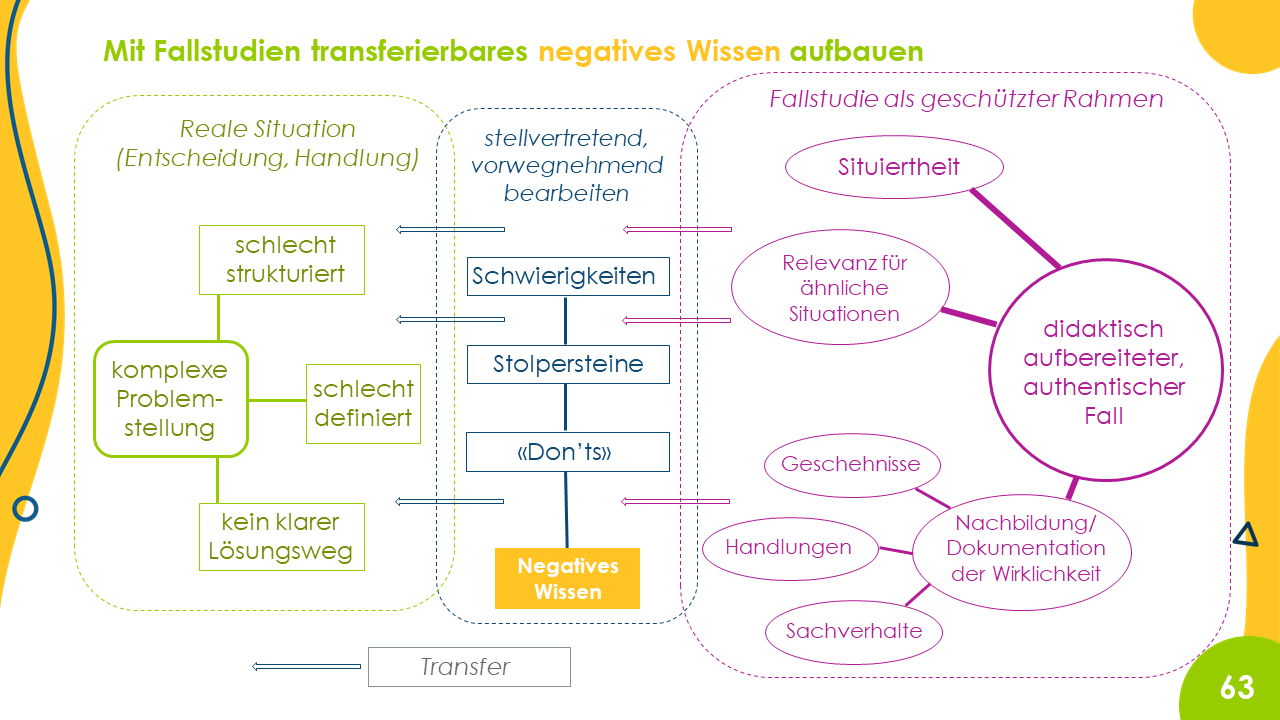 Mit Fallstudien transferierbares negatives Wissen aufbauen
Reale Situation
(Entscheidung, Handlung)
schlecht
strukturiert
komplexe
Problem-
stellung
schlecht
definiert
kein klarer
Lösungsweg
stellvertretend,
vorwegnehmend
bearbeiten
Schwierigkeiten
Stolpersteine
«Don’ts»
Negatives
Wissen
Fallstudie als geschützter Rahmen
Situiertheit
Relevanz für
ähnliche
Situationen
didaktisch
aufbereiteter,
authentischer
Fall
Geschehnisse
Handlungen
Sachverhalte
Nachbildung/
Dokumentation
der Wirklichkeit
Transfer
63